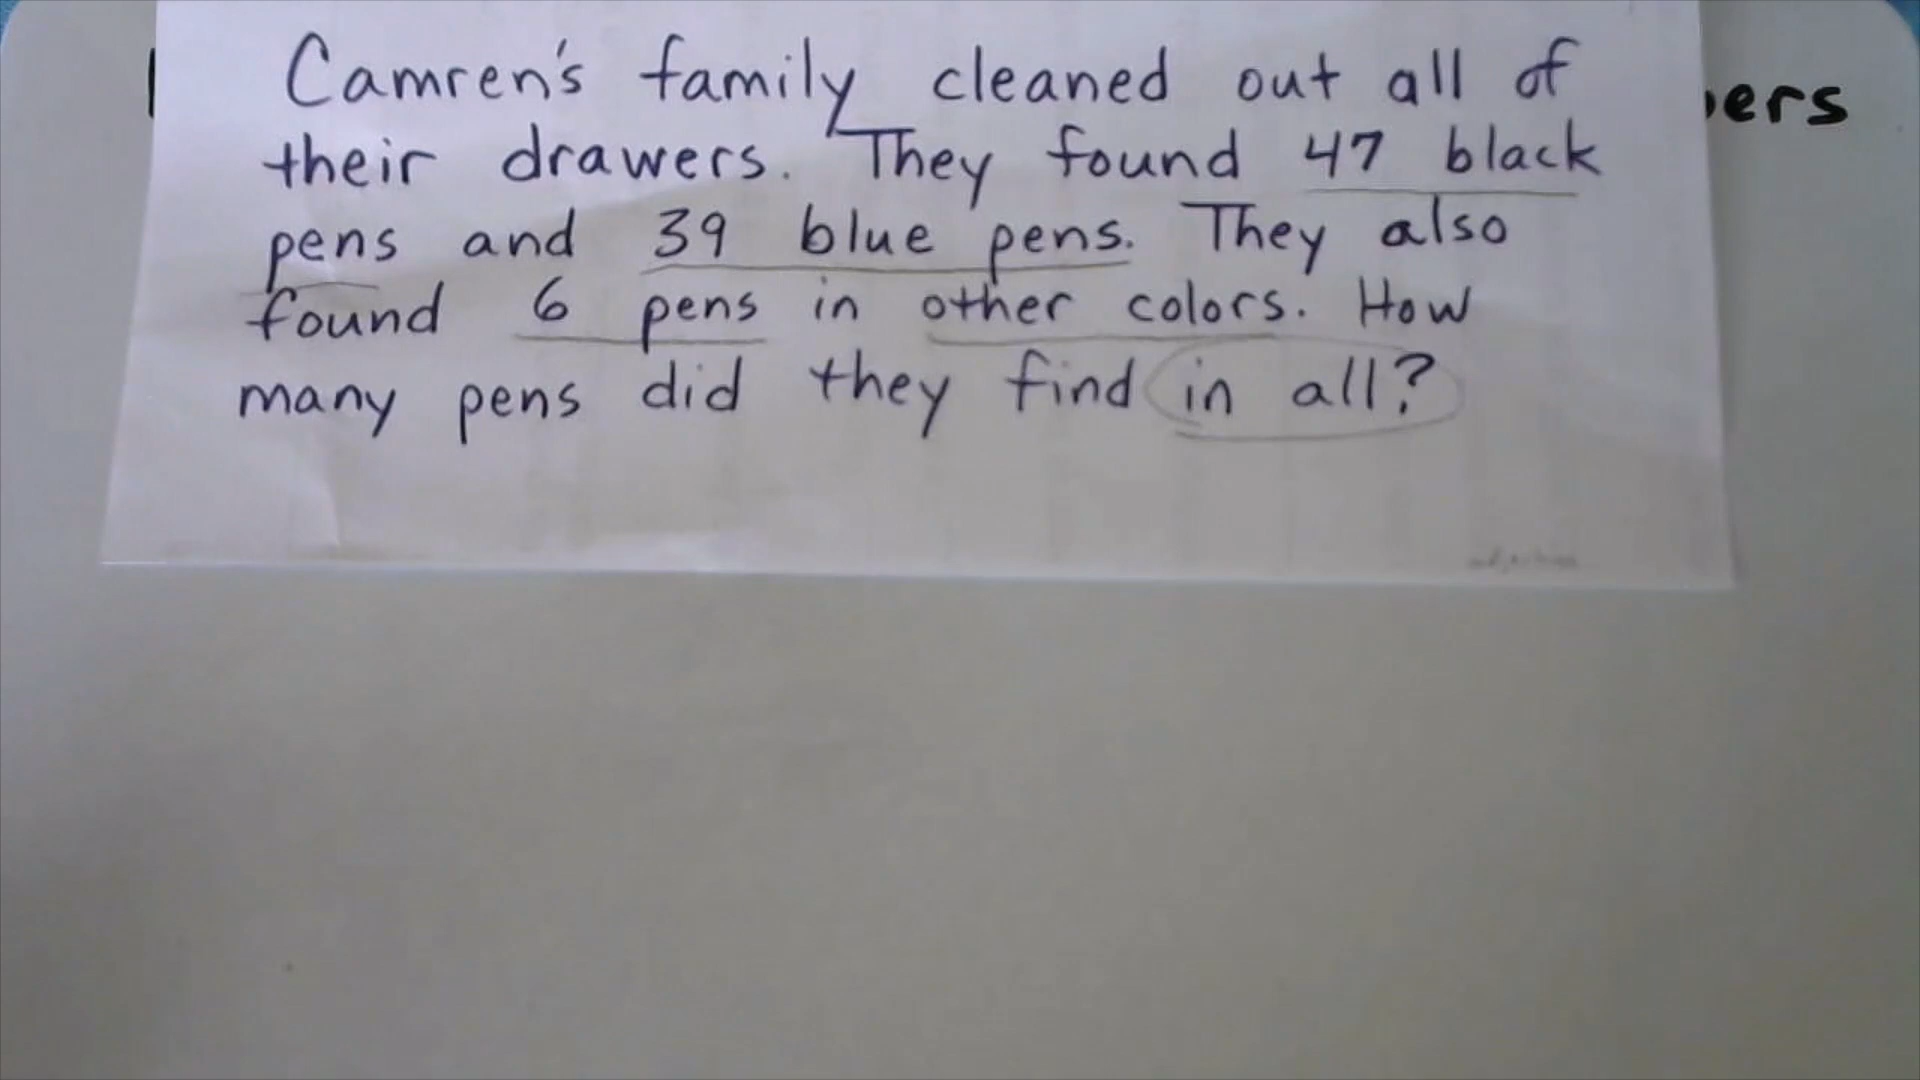 Camren's family cleaned out all of
their drawers. They found 47 black
pens and 39 blue pens. They also
found 6 pens in other colors. How
many pens did they find in all?